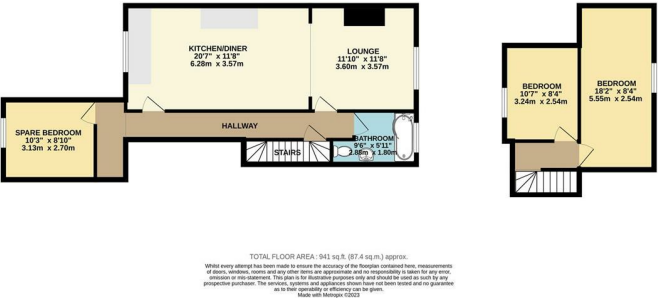 KITCHEN/DINER
20'7" x 11'8"
6.28m x 3.57m
LOUNGE
11'10" x 11'8"
3.60m x 3.57m
BEDROOM
10'7" x 8'4"
3.24m x 2.54m
BEDROOM
18'2" x 8'4"
5.55m x 2.54m
SPARE BEDROOM
10'3" x 8'10"
3.13m x 2.70m
HALLWAY
BATHROOM
9'6" x 5'11"
2.88m x 1.80m
STAIRS
TOTAL FLOOR AREA : 941 sq.ft. (87.4 sq.m.) approx.
Whilst every attempt has been made to ensure the accuracy of the floorplan contained here, measurements
of doors, windows, rooms and any other items are approximate and no responsibility is taken for any error,
omission or mis-statement. This plan is for illustrative purposes only and should be used as such by any
prospective purchaser. The services, systems and appliances shown have not been tested and no guarantee
as to their operability or efficiency can be given.
Made with Metropix ©2023